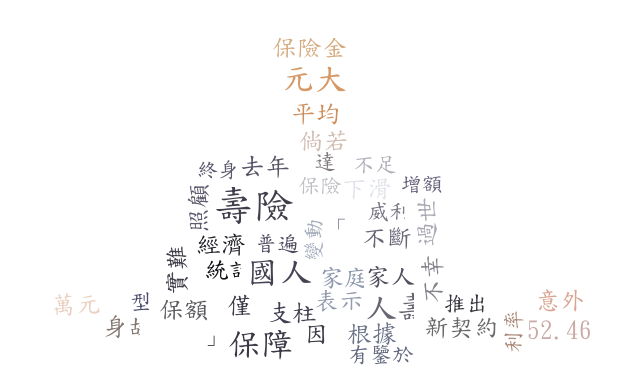 保險金
元大
平均
倘若
終身 去年 達 不足
照顧 壽險 保險 下滑 增額
威利 過世
經濟 普遍 變動 「 不斷
實難 統 國人 家庭 家人 不幸
萬元 型 保額 僅 支柱 表示 人壽 推出 意外
身故 」 保障 因 根據 新契約 利率 52.46
有鑒於